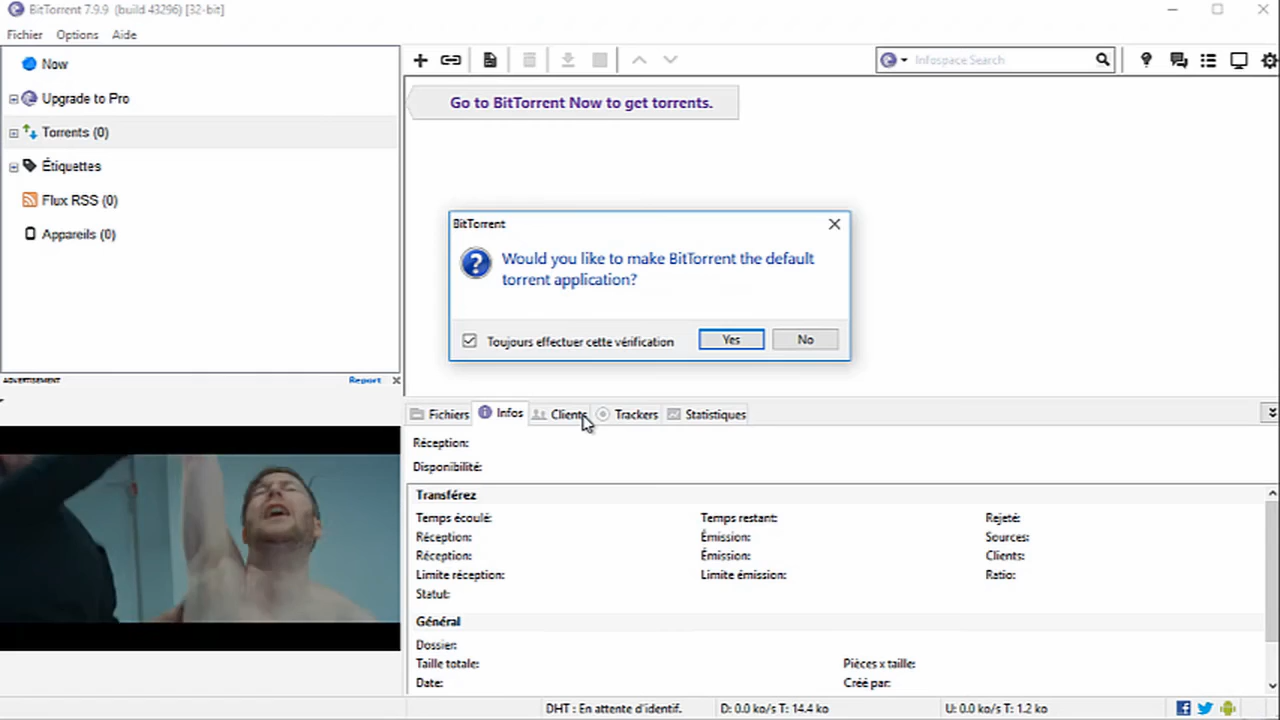 BitTorrent 7.9.9 (build 43296) [32-bit]
Fichier Options Aide
Now
Upgrade to Pro
Torrents (0)
Étiquettes
Flux RSS (0)
Appareils (0)
Infospace Search
Go to BitTorrent Now to get torrents.
BitTorrent
Would you like to make BitTorrent the default
torrent application?
Toujours effectuer cette vérification Yes No
ADVERTISEMENT Report
Fichiers Infos Clients Trackers Statistiques
Réception:
Disponibilité:
Transférez
Temps écoulé: Temps restant: Rejeté:
Réception: Émission: Sources:
Réception: Émission: Clients:
Limite réception: Limite émission: Ratio:
Statut:
Général
Dossier:
Taille totale: Pièces x taille:
Date: Créé par:
DHT : En attente d'identif. D: 0.0 ko/s T: 14.4 ko U: 0.0 ko/s T: 1.2 ko